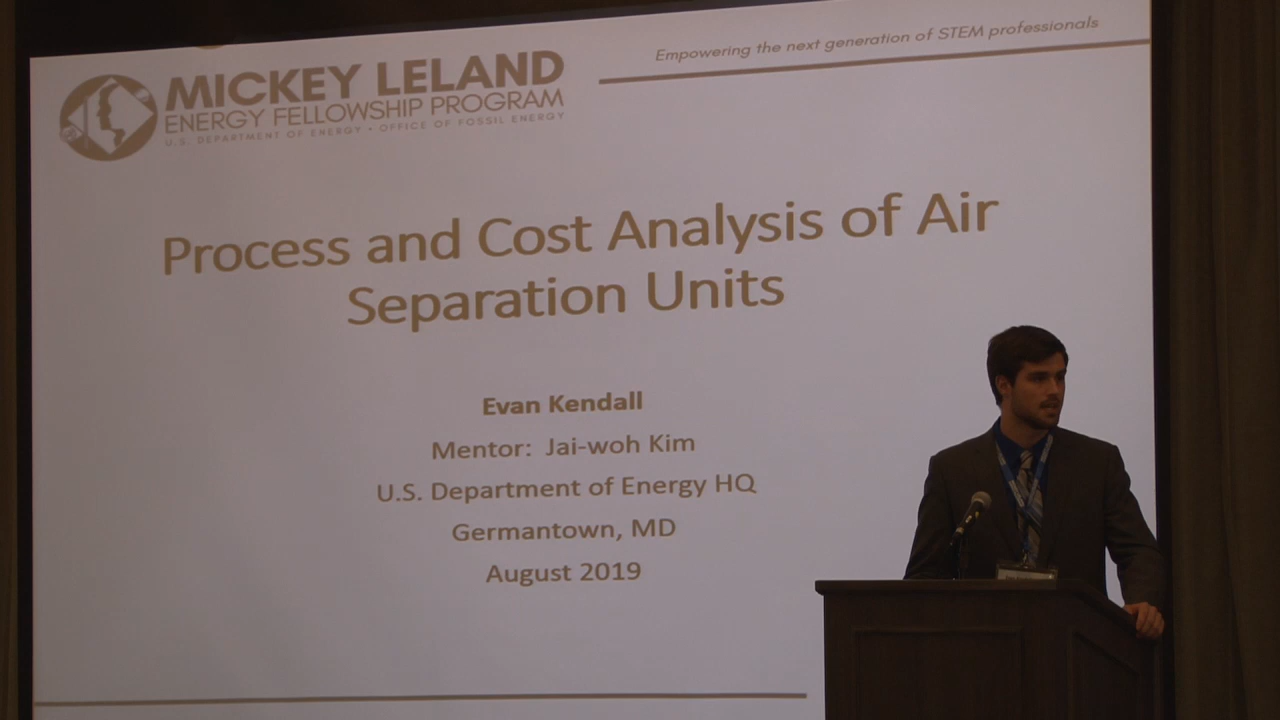 MICKEY LELAND
ENERGY FELLOWSHIP PROGRAM
U.S. DEPARTMENT OF ENERGY • OFFICE OF FOSSIL ENERGY
Empowering the next generation of STEM professionals
Process and Cost Analysis of Air
Separation Units
Evan Kendall
Mentor: Jai-woh Kim
U.S. Department of Energy HQ
Germantown, MD
August 2019